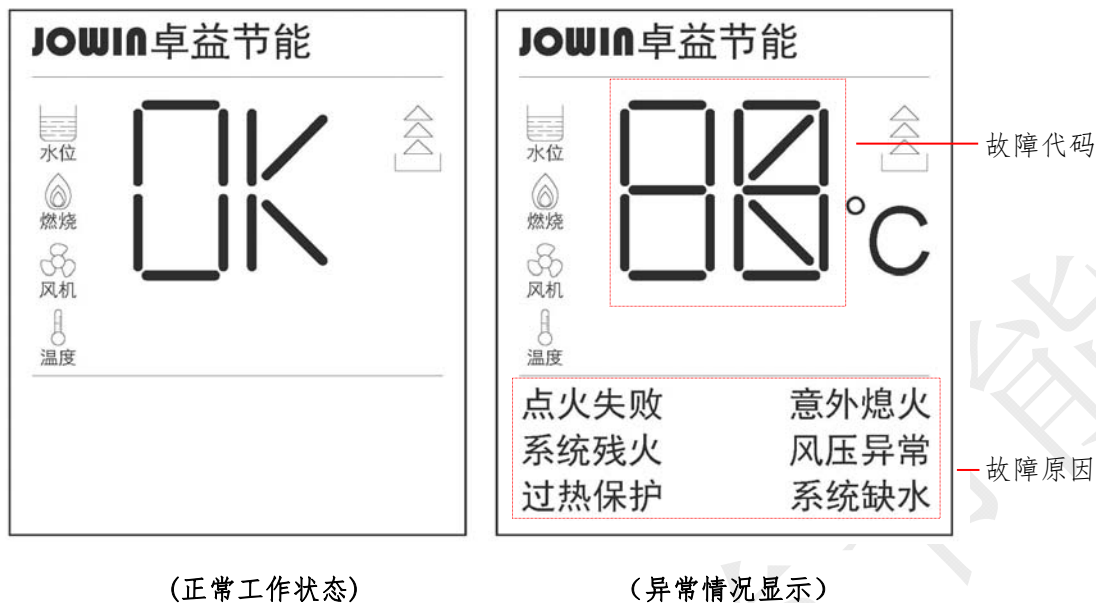 JOWIN卓益节能
OK
水位
燃烧
风机
温度
(正常工作状态)
JOWIN卓益节能
水位
燃烧
风机
温度
°C
故障代码
点火失败 意外熄火
系统残火 风压异常
过热保护 系统缺水
故障原因
（异常情况显示）